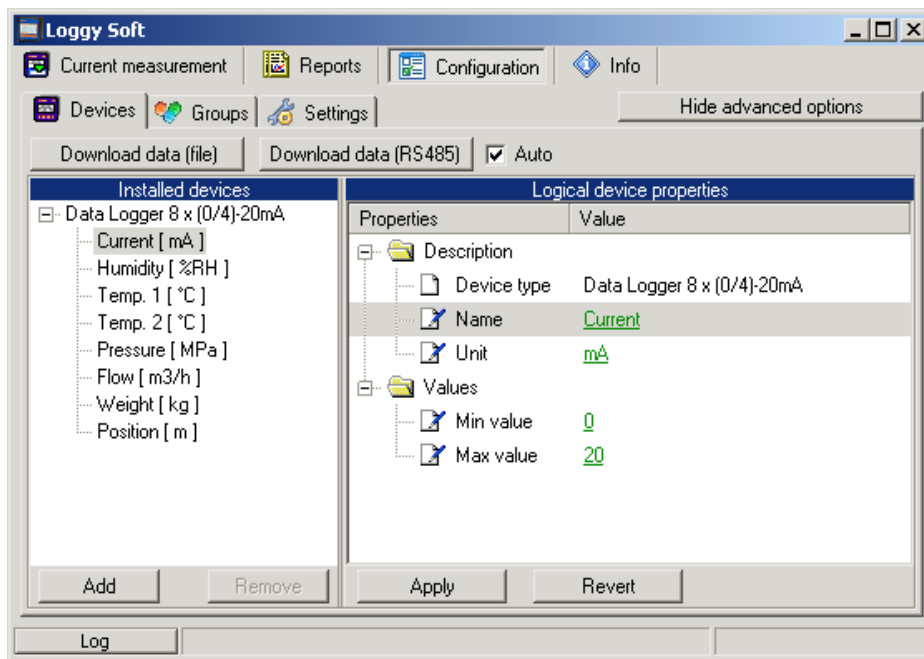 Loggy Soft
Current measurement Reports Configuration Info
Devices Groups Settings Hide advanced options
Download data (file) Download data (RS485) Auto
Installed devices
Data Logger 8 x (0/4)-20mA
Current [ mA ]
Humidity [ %RH ]
Temp. 1 [ °C ]
Temp. 2 [ °C ]
Pressure [ MPa ]
Flow [ m3/h ]
Weight [ kg ]
Position [ m ]
Add Remove
Logical device properties
Properties Value
Description
Device type Data Logger 8 x (0/4)-20mA
Name Current
Unit mA
Values
Min value 0
Max value 20
Apply Revert
Log